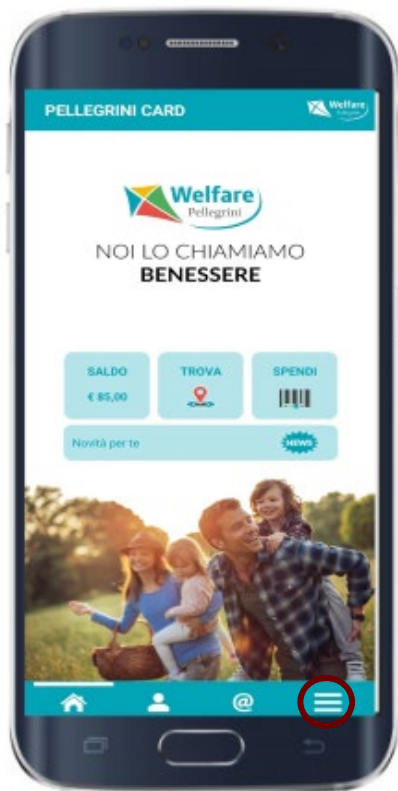 PELLEGRINI CARD
Welfare
Welfare
Pellegrini
NOI LO CHIAMIAMO
BENESSERE
SALDO
TROVA
SPENDI
€ 85,00
Novità per te
NEWS
@